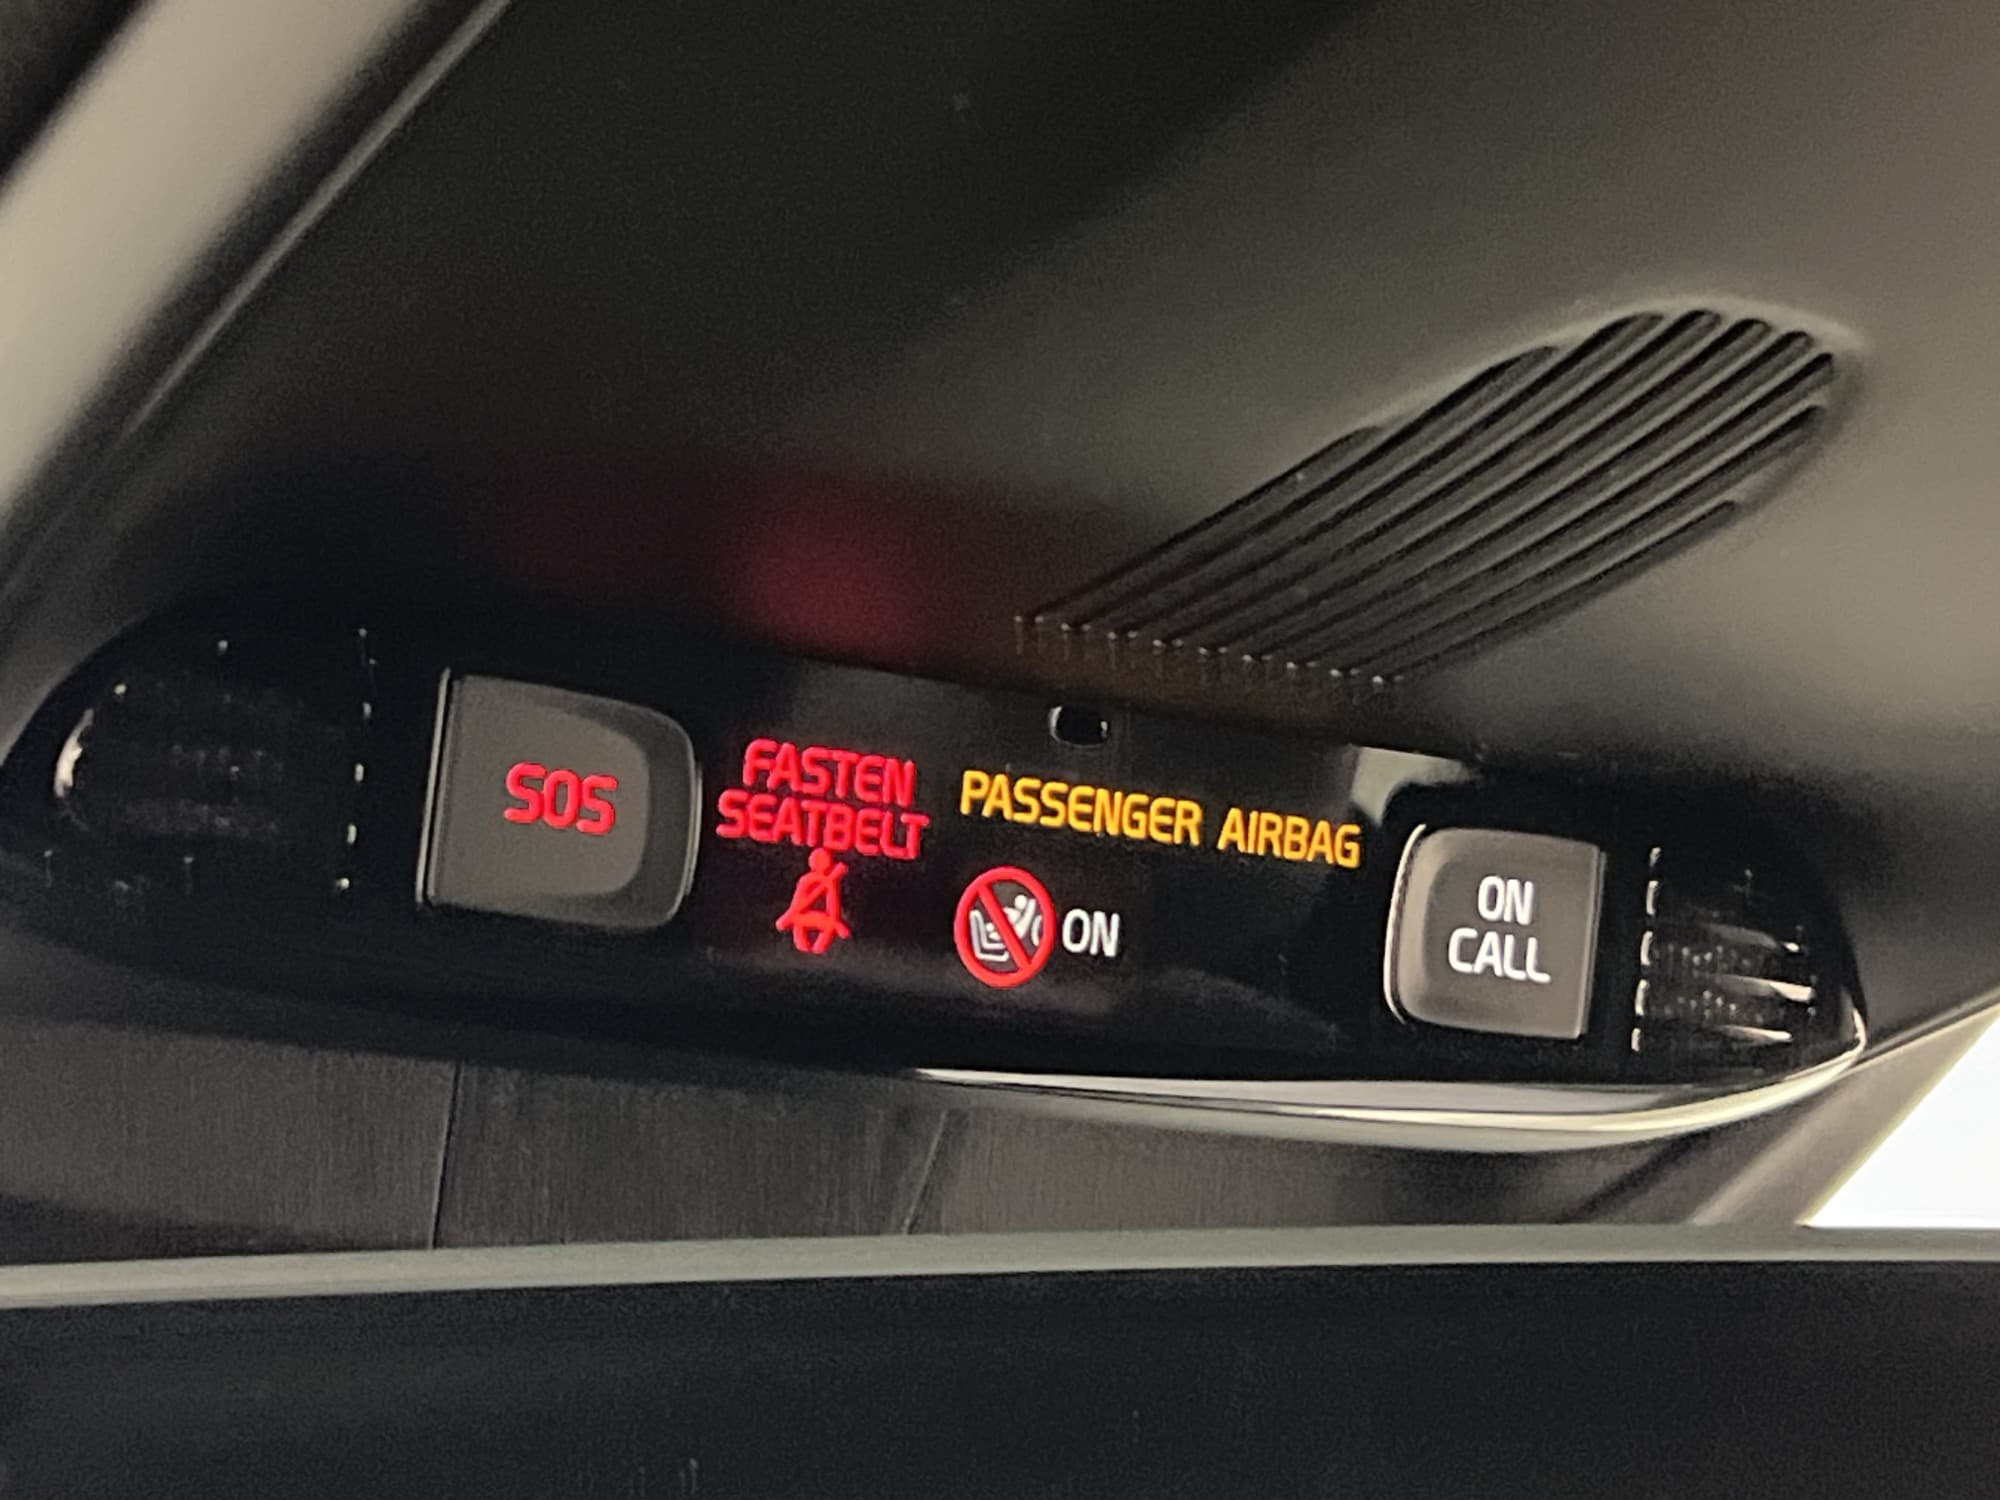 SOS
FASTEN
SEATBELT
PASSENGER AIRBAG
ON
ON
CALL